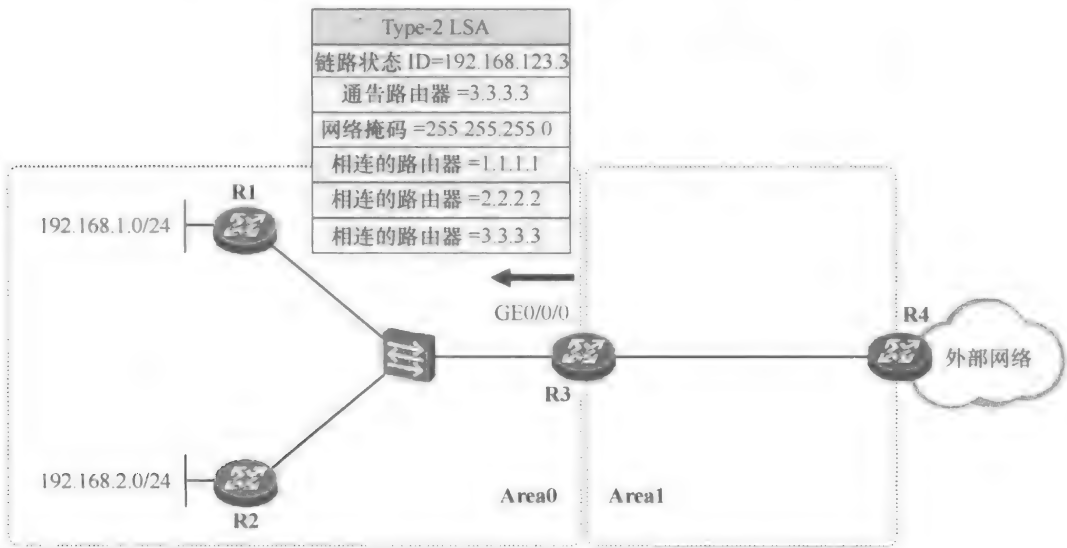 Type-2 LSA
链路状态 ID=192.168.123.3
通告路由器 =3.3.3.3
网络掩码 =255.255.255.0
相连的路由器 =1.1.1.1
相连的路由器 =2.2.2.2
相连的路由器 =3.3.3.3
R1
192.168.1.0/24
GE0/0/0
R4
外部网络
R3
192.168.2.0/24
R2
Area0
Area1